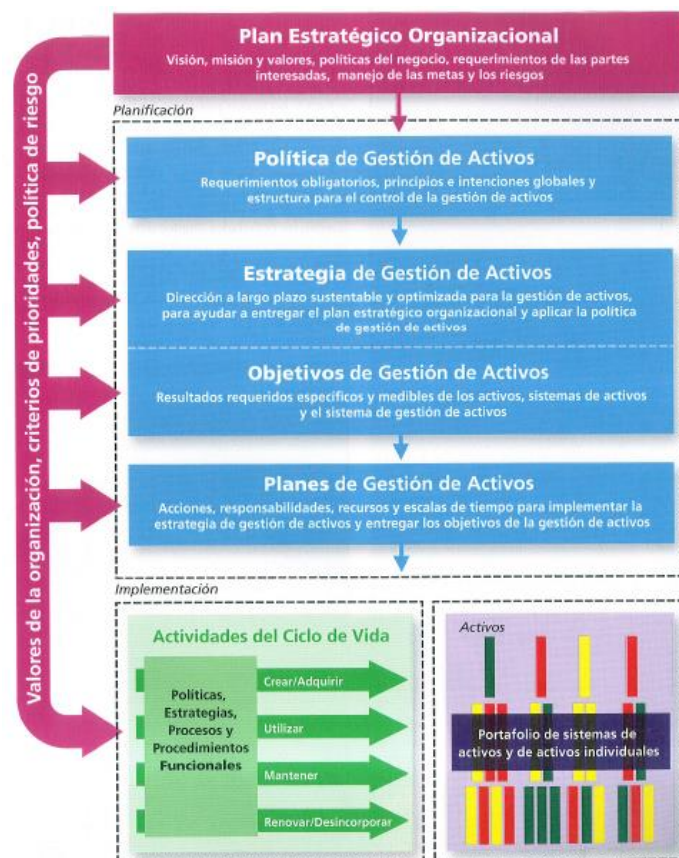 Plan Estratégico Organizacional
Visión, misión y valores, políticas del negocio, requerimientos de las partes
interesadas, manejo de las metas y los riesgos
Valores de la organización, criterios de prioridades, política de riesgo
Planificación
Política de Gestión de Activos
Requerimientos obligatorios, principios e intenciones globales y
estructura para el control de la gestión de activos
Estrategia de Gestión de Activos
Dirección a largo plazo sustentable y optimizada para la gestión de activos,
para ayudar a entregar el plan estratégico organizacional y aplicar la política
de gestión de activos
Objetivos de Gestión de Activos
Resultados requeridos específicos y medibles de los activos, sistemas de activos
y el sistema de gestión de activos
Planes de Gestión de Activos
Acciones, responsabilidades, recursos y escalas de tiempo para implementar la
estrategia de gestión de activos y entregar los objetivos de la gestión de activos
Implementación
Actividades del Ciclo de Vida
Políticas,
Estrategias,
Procesos y
Procedimientos
Funcionales
Crear/Adquirir
Utilizar
Mantener
Renovar/Desincorporar
Activos
Portafolio de sistemas de
activos y de activos individuales